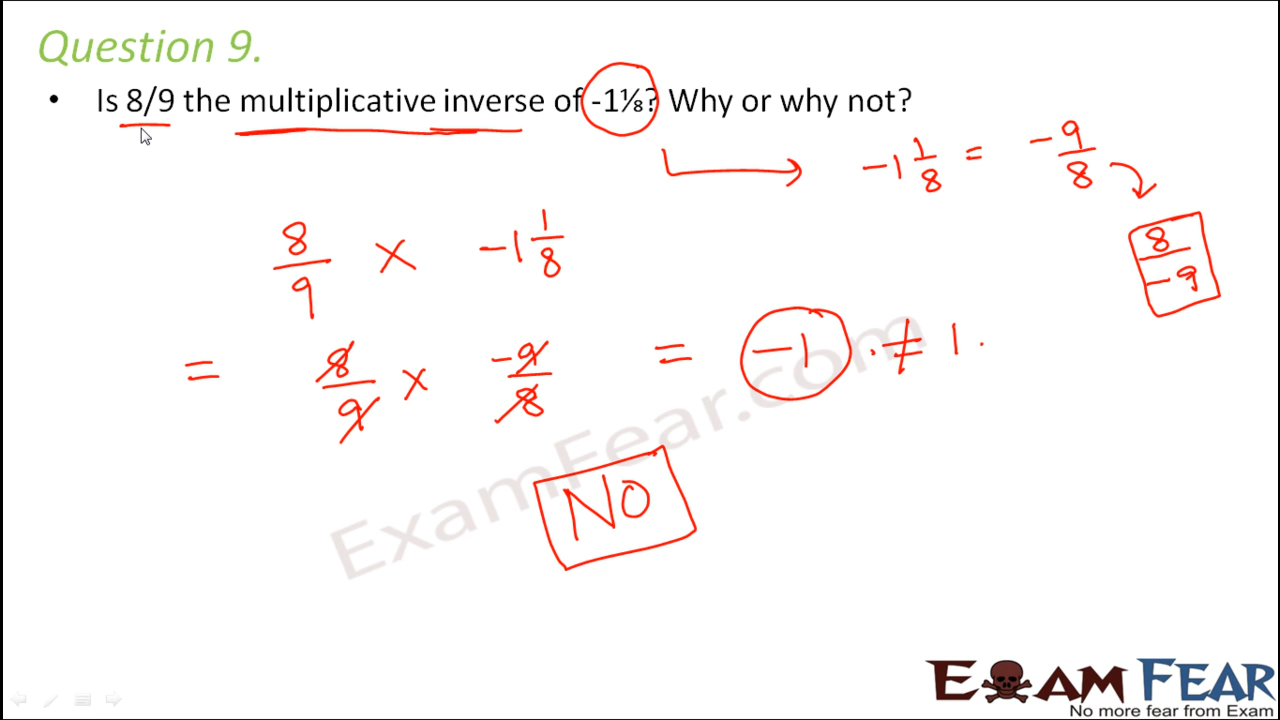 Question 9.
• Is 8/9 the multiplicative inverse of -1⅛? Why or why not?
-1 1/8 = -9/8
8/-9
8/9 × -1 1/8
= 8/9 × -9/8 = -1 . ≠ 1.
NO
ExamFear.com
EXAM FEAR
No more fear from Exam